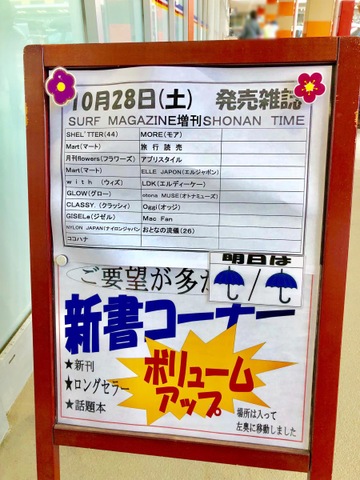 10月28日(土) 発売雑誌
SURF MAGAZINE増刊SHONAN TIME
SHEL'TTER(44) MORE(モア)
Mart(マート) 旅行読売
月刊flowers(フラワーズ) アプリスタイル
Mart(マート) ELLE JAPON(エルジャポン)
with (ウィズ) LDK(エルディーケー)
GLOW(グロー) otona MUSE(オトナミューズ)
CLASSY.(クラッシィ) Oggi(オッジ)
GISELe(ジゼル) Mac Fan
NYLON JAPAN(ナイロンジャパン おとなの流儀(26)
ココハナ
明日は
ご要望が多
/
新書コーナー
ボリューム
アップ
★新刊
★ロングセラー
★話題本
場所は入って
左奥に移動しました